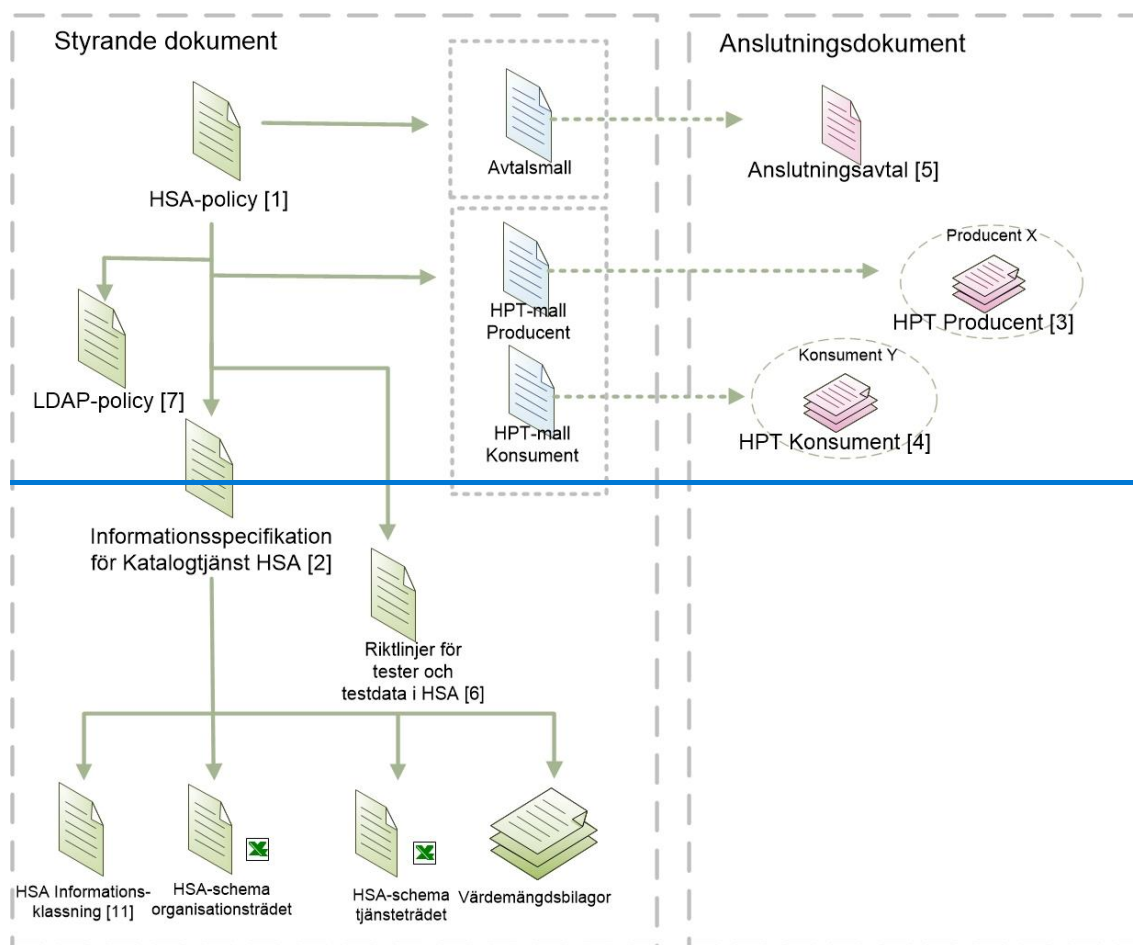 Styrande dokument
Anslutningsdokument
Avtalsmall
Anslutningsavtal [5]
HSA-policy [1]
Producent X
HPT-mall
Producent
HPT Producent [3]
Konsument Y
LDAP-policy [7]
HPT-mall
Konsument
HPT Konsument [4]
Informationsspecifikation
för Katalogtjänst HSA [2]
Riktlinjer för
tester och
testdata i HSA [6]
HSA Informations-
klassning [11]
HSA-schema
organisationsträdet
HSA-schema
tjänsteträdet
Värdemängdsbilagor